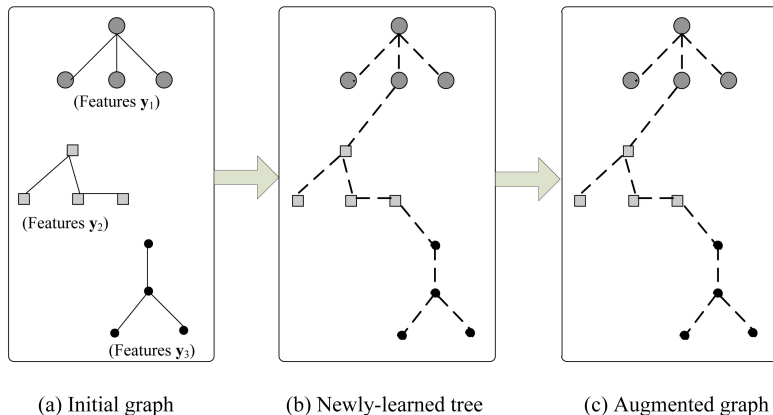 (Features y1)
(Features y2)
(Features y3)
(a) Initial graph
(b) Newly-learned tree
(c) Augmented graph